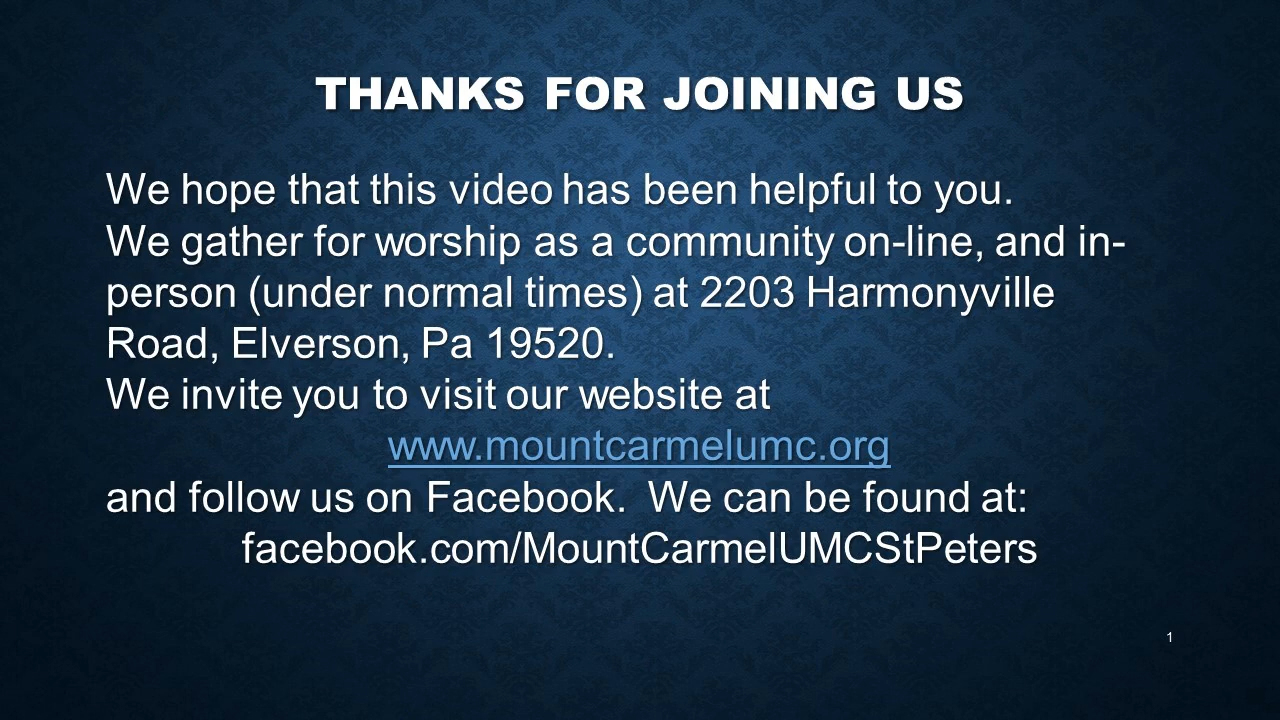 THANKS FOR JOINING US
We hope that this video has been helpful to you.
We gather for worship as a community on-line, and in-
person (under normal times) at 2203 Harmonyville
Road, Elverson, Pa 19520.
We invite you to visit our website at
www.mountcarmelumc.org
and follow us on Facebook.  We can be found at:
facebook.com/MountCarmelUMCStPeters
1